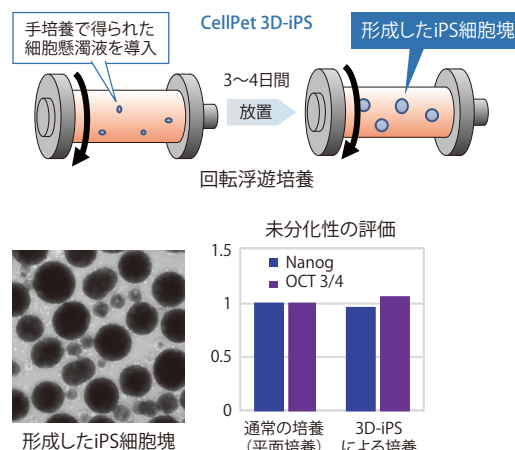 手培養で得られた
細胞懸濁液を導入
CellPet 3D-iPS
形成したiPS細胞塊
3〜4日間
放置
回転浮遊培養
未分化性の評価
1.5
1
0.5
0
Nanog
OCT 3/4
通常の培養
（平面培養）
3D-iPS
による培養
形成したiPS細胞塊